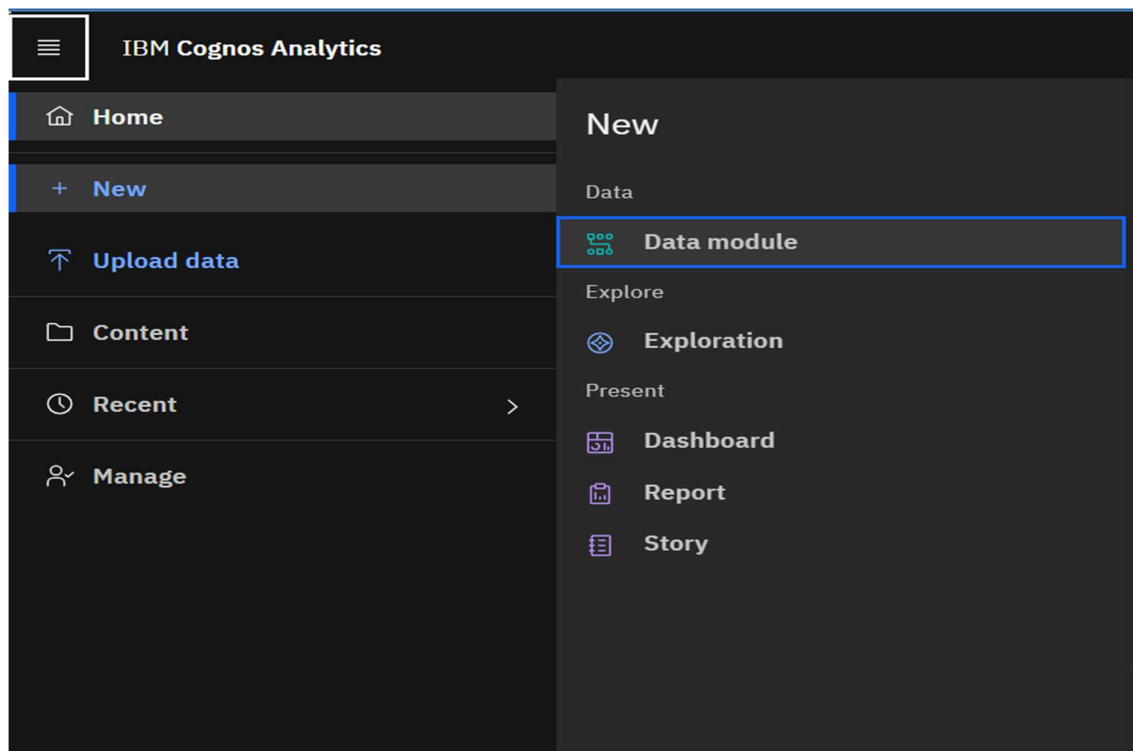 IBM Cognos Analytics
Home
New
Upload data
Content
Recent
Manage
New
Data
Data module
Explore
Exploration
Present
Dashboard
Report
Story